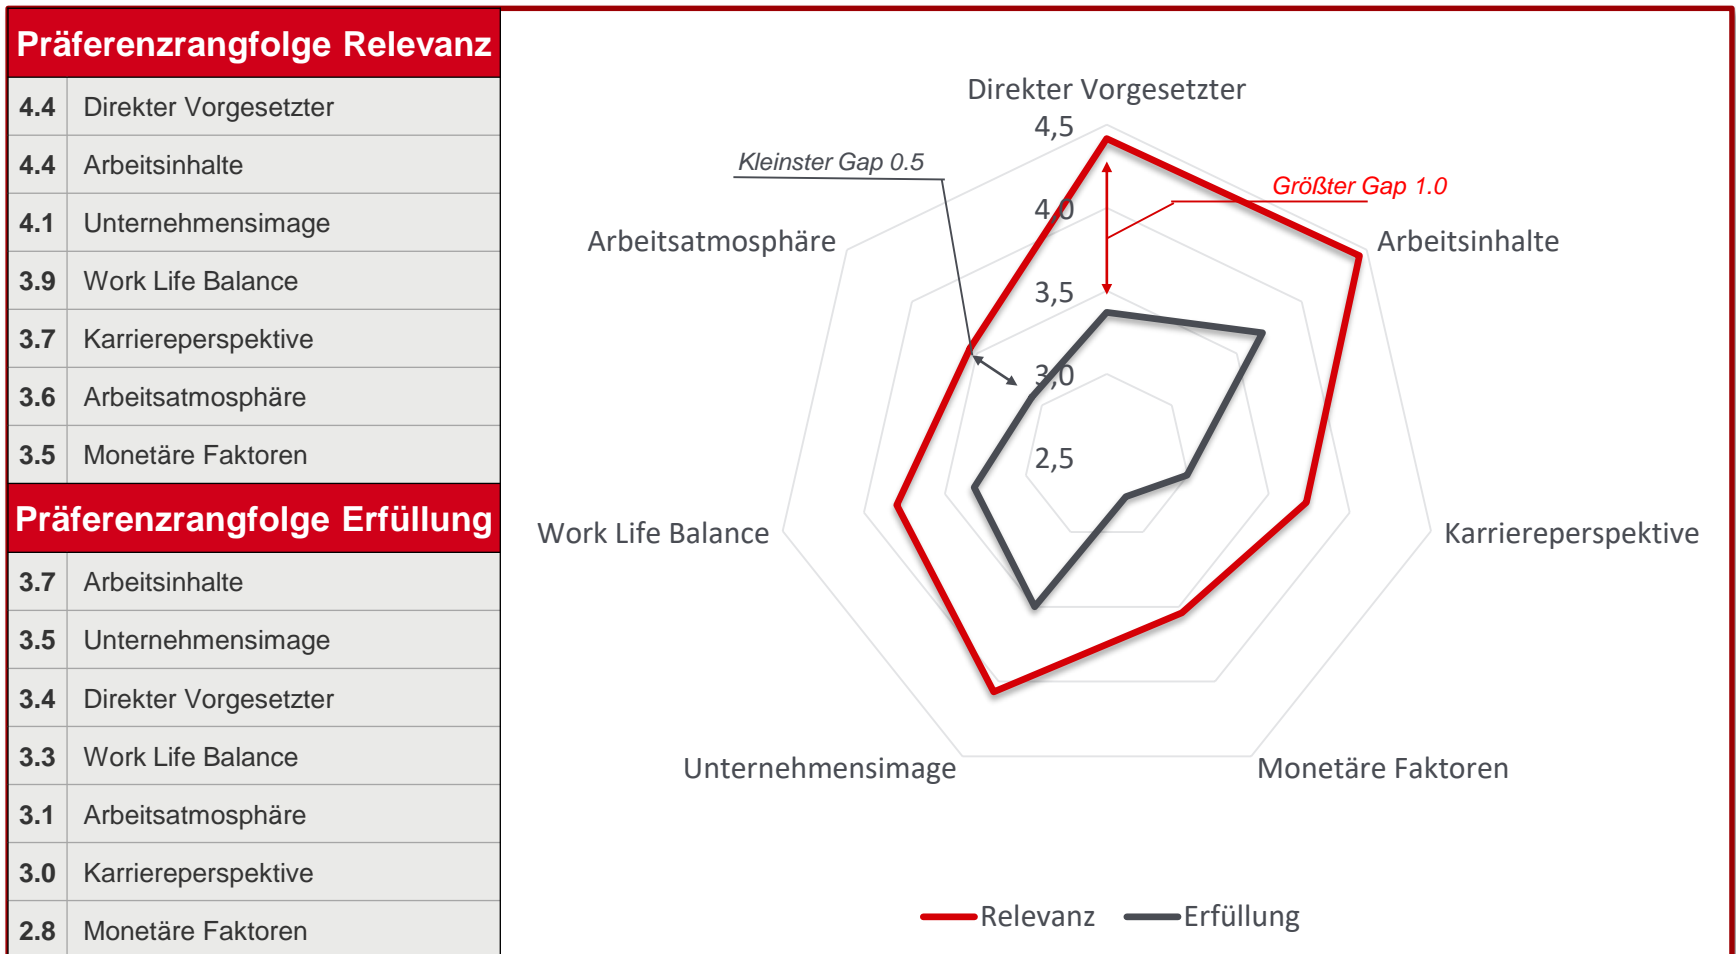 Präferenzrangfolge Relevanz
4.4 Direkter Vorgesetzter
4.4 Arbeitsinhalte
4.1 Unternehmensimage
3.9 Work Life Balance
3.7 Karriereperspektive
3.6 Arbeitsatmosphäre
3.5 Monetäre Faktoren
Präferenzrangfolge Erfüllung
3.7 Arbeitsinhalte
3.5 Unternehmensimage
3.4 Direkter Vorgesetzter
3.3 Work Life Balance
3.1 Arbeitsatmosphäre
3.0 Karriereperspektive
2.8 Monetäre Faktoren
Direkter Vorgesetzter
4,5
Kleinster Gap 0.5
Größter Gap 1.0
4,0
Arbeitsatmosphäre
Arbeitsinhalte
3,5
3,0
2,5
Work Life Balance
Karriereperspektive
Unternehmensimage
Monetäre Faktoren
Relevanz
Erfüllung